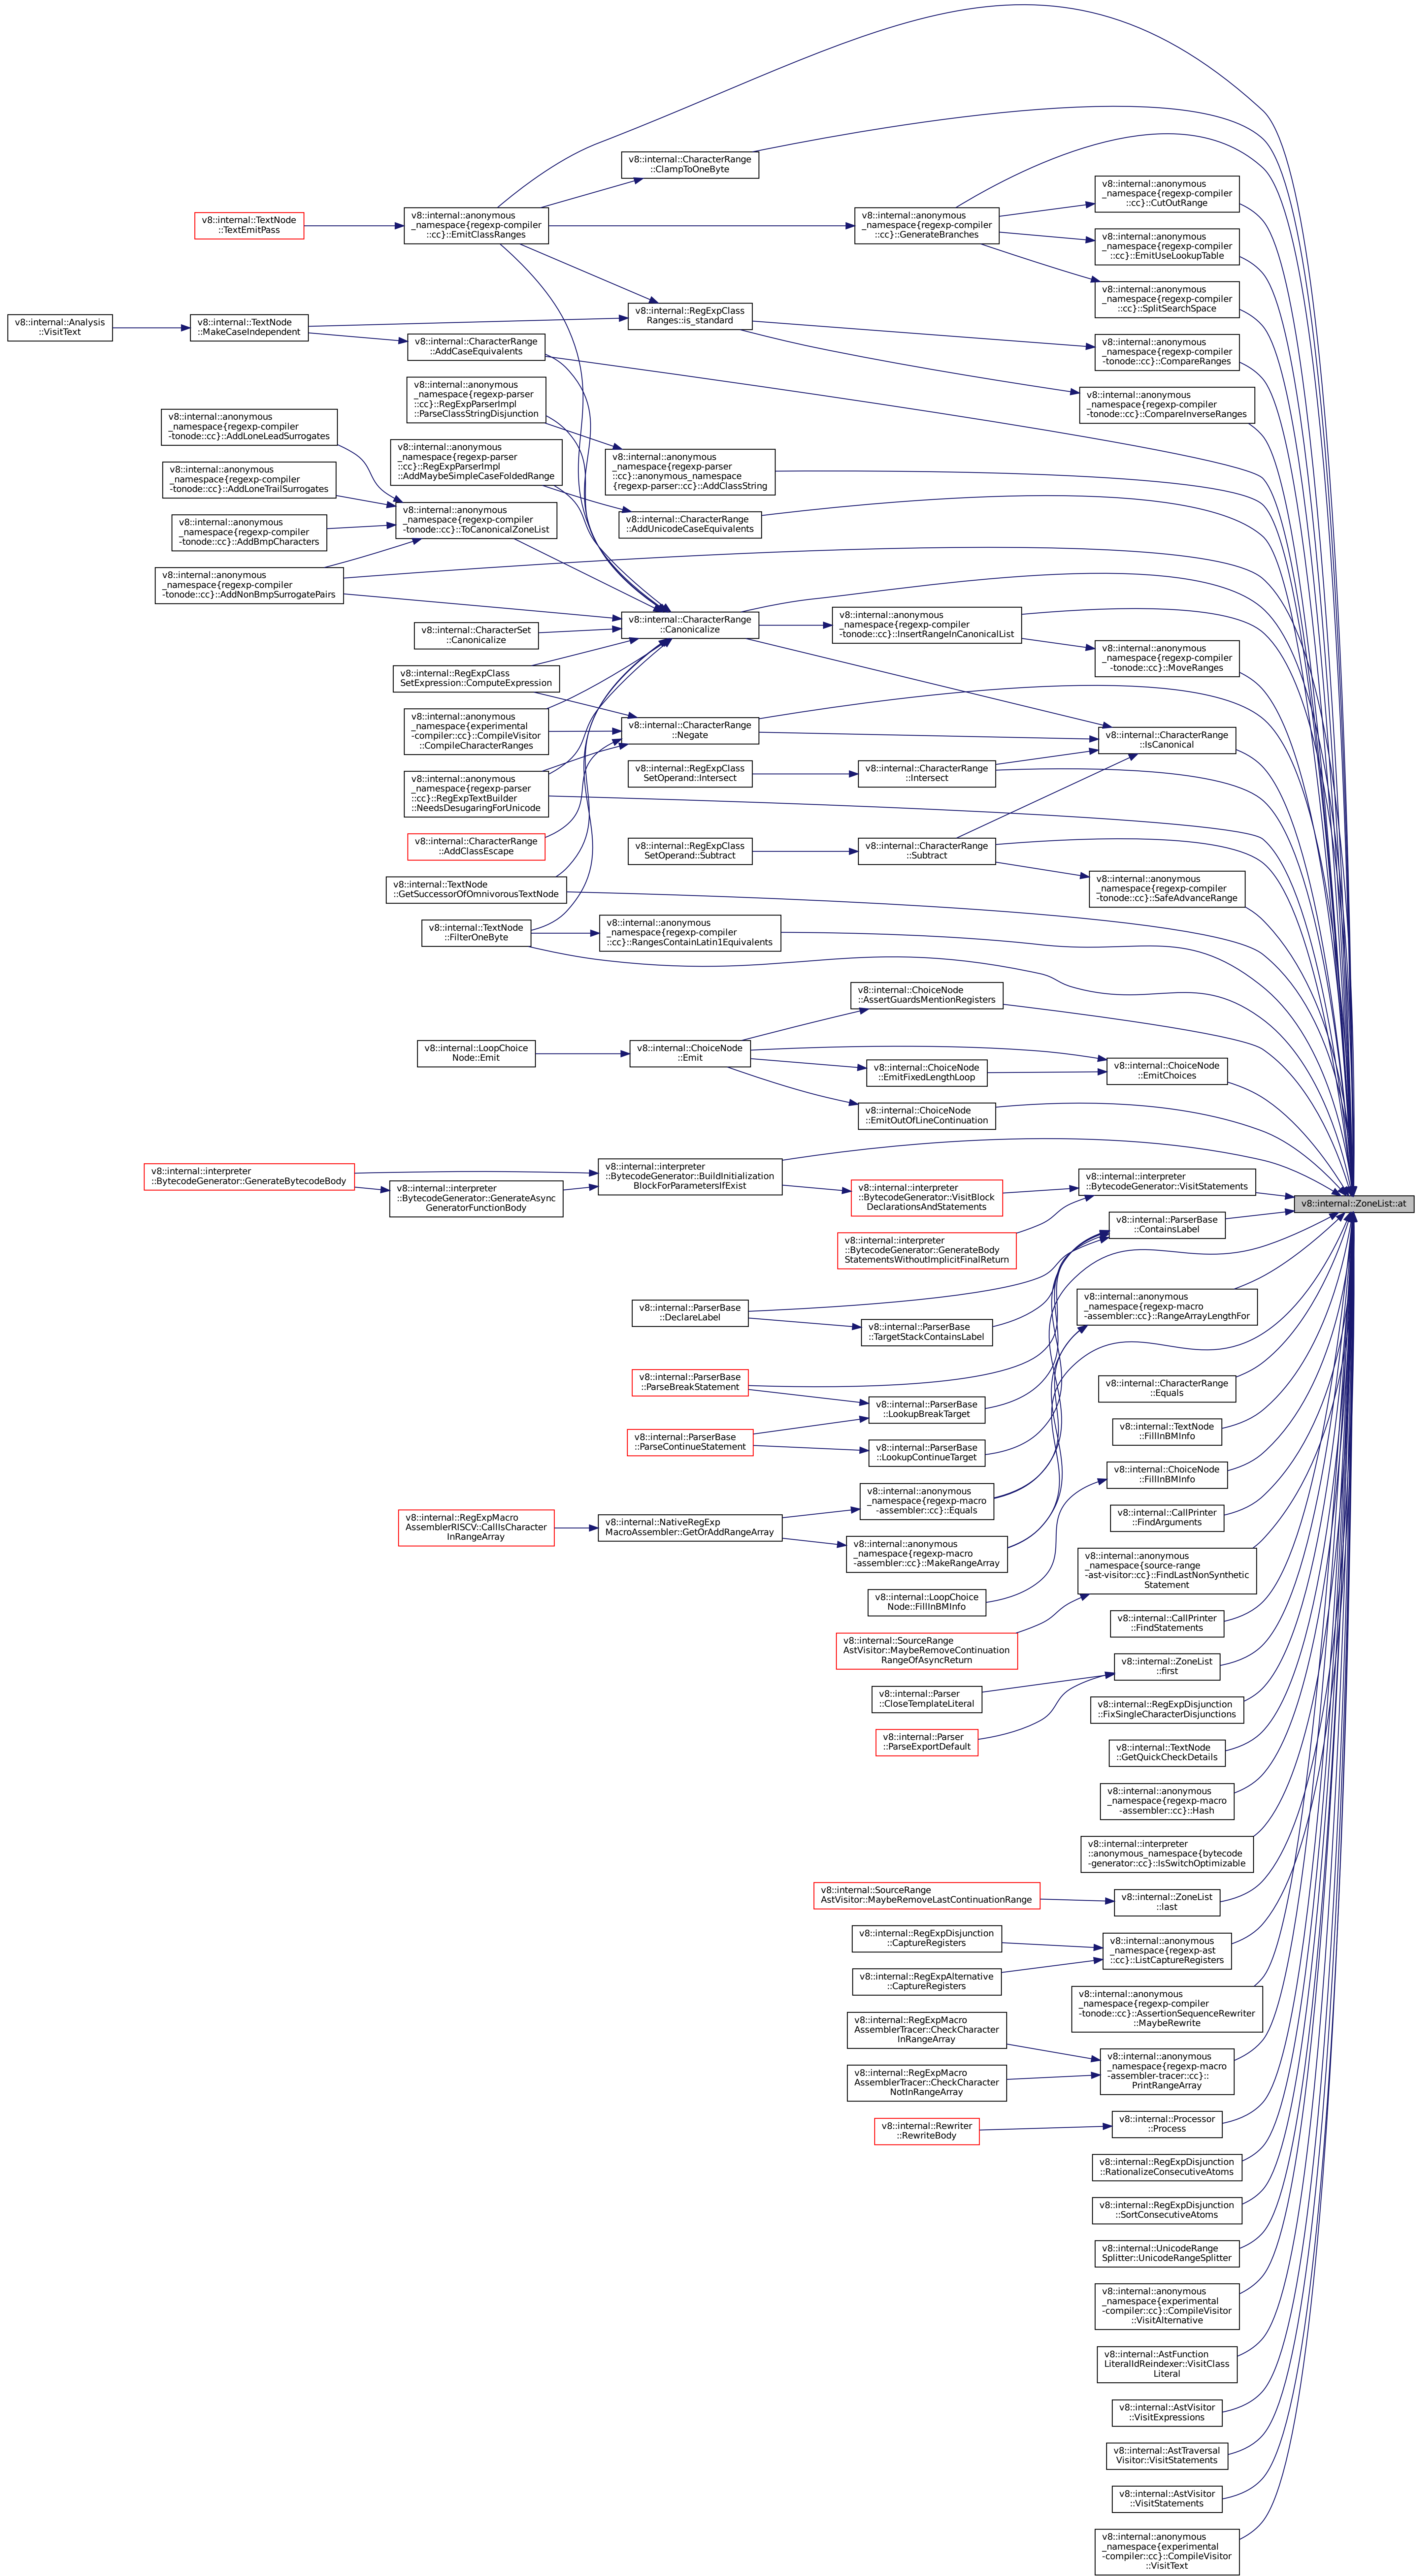 v8::internal::CharacterRange
::ClampToOneByte
v8::internal::anonymous
_namespace{regexp-compiler
::cc}::CutOutRange
v8::internal::TextNode
::TextEmitPass
v8::internal::anonymous
_namespace{regexp-compiler
::cc}::EmitClassRanges
v8::internal::anonymous
_namespace{regexp-compiler
::cc}::GenerateBranches
v8::internal::anonymous
_namespace{regexp-compiler
::cc}::EmitUseLookupTable
v8::internal::anonymous
_namespace{regexp-compiler
::cc}::SplitSearchSpace
v8::internal::Analysis
::VisitText
v8::internal::TextNode
::MakeCaseIndependent
v8::internal::RegExpClass
Ranges::is_standard
v8::internal::CharacterRange
::AddCaseEquivalents
v8::internal::anonymous
_namespace{regexp-compiler
-tonode::cc}::CompareRanges
v8::internal::anonymous
_namespace{regexp-parser
::cc}::RegExpParserImpl
::ParseClassStringDisjunction
v8::internal::anonymous
_namespace{regexp-compiler
-tonode::cc}::CompareInverseRanges
v8::internal::anonymous
_namespace{regexp-compiler
-tonode::cc}::AddLoneLeadSurrogates
v8::internal::anonymous
_namespace{regexp-parser
::cc}::RegExpParserImpl
::AddMaybeSimpleCaseFoldedRange
v8::internal::anonymous
_namespace{regexp-parser
::cc}::anonymous_namespace
{regexp-parser::cc}::AddClassString
v8::internal::anonymous
_namespace{regexp-compiler
-tonode::cc}::AddLoneTrailSurrogates
v8::internal::anonymous
_namespace{regexp-compiler
-tonode::cc}::ToCanonicalZoneList
v8::internal::CharacterRange
::AddUnicodeCaseEquivalents
v8::internal::anonymous
_namespace{regexp-compiler
-tonode::cc}::AddBmpCharacters
v8::internal::anonymous
_namespace{regexp-compiler
-tonode::cc}::AddNonBmpSurrogatePairs
v8::internal::CharacterSet
::Canonicalize
v8::internal::CharacterRange
::Canonicalize
v8::internal::anonymous
_namespace{regexp-compiler
-tonode::cc}::InsertRangeInCanonicalList
v8::internal::anonymous
_namespace{regexp-compiler
-tonode::cc}::MoveRanges
v8::internal::RegExpClass
SetExpression::ComputeExpression
v8::internal::anonymous
_namespace{experimental
-compiler::cc}::CompileVisitor
::CompileCharacterRanges
v8::internal::CharacterRange
::Negate
v8::internal::CharacterRange
::IsCanonical
v8::internal::RegExpClass
SetOperand::Intersect
v8::internal::CharacterRange
::Intersect
v8::internal::anonymous
_namespace{regexp-parser
::cc}::RegExpTextBuilder
::NeedsDesugaringForUnicode
v8::internal::CharacterRange
::AddClassEscape
v8::internal::RegExpClass
SetOperand::Subtract
v8::internal::CharacterRange
::Subtract
v8::internal::TextNode
::GetSuccessorOfOmnivorousTextNode
v8::internal::anonymous
_namespace{regexp-compiler
-tonode::cc}::SafeAdvanceRange
v8::internal::TextNode
::FilterOneByte
v8::internal::anonymous
_namespace{regexp-compiler
::cc}::RangesContainLatin1Equivalents
v8::internal::ChoiceNode
::AssertGuardsMentionRegisters
v8::internal::LoopChoice
Node::Emit
v8::internal::ChoiceNode
::Emit
v8::internal::ChoiceNode
::EmitFixedLengthLoop
v8::internal::ChoiceNode
::EmitChoices
v8::internal::ChoiceNode
::EmitOutOfLineContinuation
v8::internal::interpreter
::BytecodeGenerator::GenerateBytecodeBody
v8::internal::interpreter
::BytecodeGenerator::GenerateAsync
GeneratorFunctionBody
v8::internal::interpreter
::BytecodeGenerator::BuildInitialization
BlockForParametersIfExist
v8::internal::interpreter
::BytecodeGenerator::VisitBlock
DeclarationsAndStatements
v8::internal::interpreter
::BytecodeGenerator::VisitStatements
v8::internal::ZoneList::at
v8::internal::interpreter
::BytecodeGenerator::GenerateBody
StatementsWithoutImplicitFinalReturn
v8::internal::ParserBase
::ContainsLabel
v8::internal::ParserBase
::DeclareLabel
v8::internal::ParserBase
::TargetStackContainsLabel
v8::internal::anonymous
_namespace{regexp-macro
-assembler::cc}::RangeArrayLengthFor
v8::internal::ParserBase
::ParseBreakStatement
v8::internal::ParserBase
::LookupBreakTarget
v8::internal::CharacterRange
::Equals
v8::internal::ParserBase
::ParseContinueStatement
v8::internal::ParserBase
::LookupContinueTarget
v8::internal::TextNode
::FillInBMInfo
v8::internal::ChoiceNode
::FillInBMInfo
v8::internal::RegExpMacro
AssemblerRISCV::CallIsCharacter
InRangeArray
v8::internal::NativeRegExp
MacroAssembler::GetOrAddRangeArray
v8::internal::anonymous
_namespace{regexp-macro
-assembler::cc}::Equals
v8::internal::CallPrinter
::FindArguments
v8::internal::anonymous
_namespace{regexp-macro
-assembler::cc}::MakeRangeArray
v8::internal::anonymous
_namespace{source-range
-ast-visitor::cc}::FindLastNonSynthetic
Statement
v8::internal::LoopChoice
Node::FillInBMInfo
v8::internal::CallPrinter
::FindStatements
v8::internal::SourceRange
AstVisitor::MaybeRemoveContinuation
RangeOfAsyncReturn
v8::internal::ZoneList
::first
v8::internal::Parser
::CloseTemplateLiteral
v8::internal::RegExpDisjunction
::FixSingleCharacterDisjunctions
v8::internal::Parser
::ParseExportDefault
v8::internal::TextNode
::GetQuickCheckDetails
v8::internal::anonymous
_namespace{regexp-macro
-assembler::cc}::Hash
v8::internal::interpreter
::anonymous_namespace{bytecode
-generator::cc}::IsSwitchOptimizable
v8::internal::SourceRange
AstVisitor::MaybeRemoveLastContinuationRange
v8::internal::ZoneList
::last
v8::internal::RegExpDisjunction
::CaptureRegisters
v8::internal::anonymous
_namespace{regexp-ast
::cc}::ListCaptureRegisters
v8::internal::RegExpAlternative
::CaptureRegisters
v8::internal::anonymous
_namespace{regexp-compiler
-tonode::cc}::AssertionSequenceRewriter
::MaybeRewrite
v8::internal::RegExpMacro
AssemblerTracer::CheckCharacter
InRangeArray
v8::internal::anonymous
_namespace{regexp-macro
-assembler-tracer::cc}::
PrintRangeArray
v8::internal::RegExpMacro
AssemblerTracer::CheckCharacter
NotInRangeArray
v8::internal::Rewriter
::RewriteBody
v8::internal::Processor
::Process
v8::internal::RegExpDisjunction
::RationalizeConsecutiveAtoms
v8::internal::RegExpDisjunction
::SortConsecutiveAtoms
v8::internal::UnicodeRange
Splitter::UnicodeRangeSplitter
v8::internal::anonymous
_namespace{experimental
-compiler::cc}::CompileVisitor
::VisitAlternative
v8::internal::AstFunction
LiteralIdReindexer::VisitClass
Literal
v8::internal::AstVisitor
::VisitExpressions
v8::internal::AstTraversal
Visitor::VisitStatements
v8::internal::AstVisitor
::VisitStatements
v8::internal::anonymous
_namespace{experimental
-compiler::cc}::CompileVisitor
::VisitText